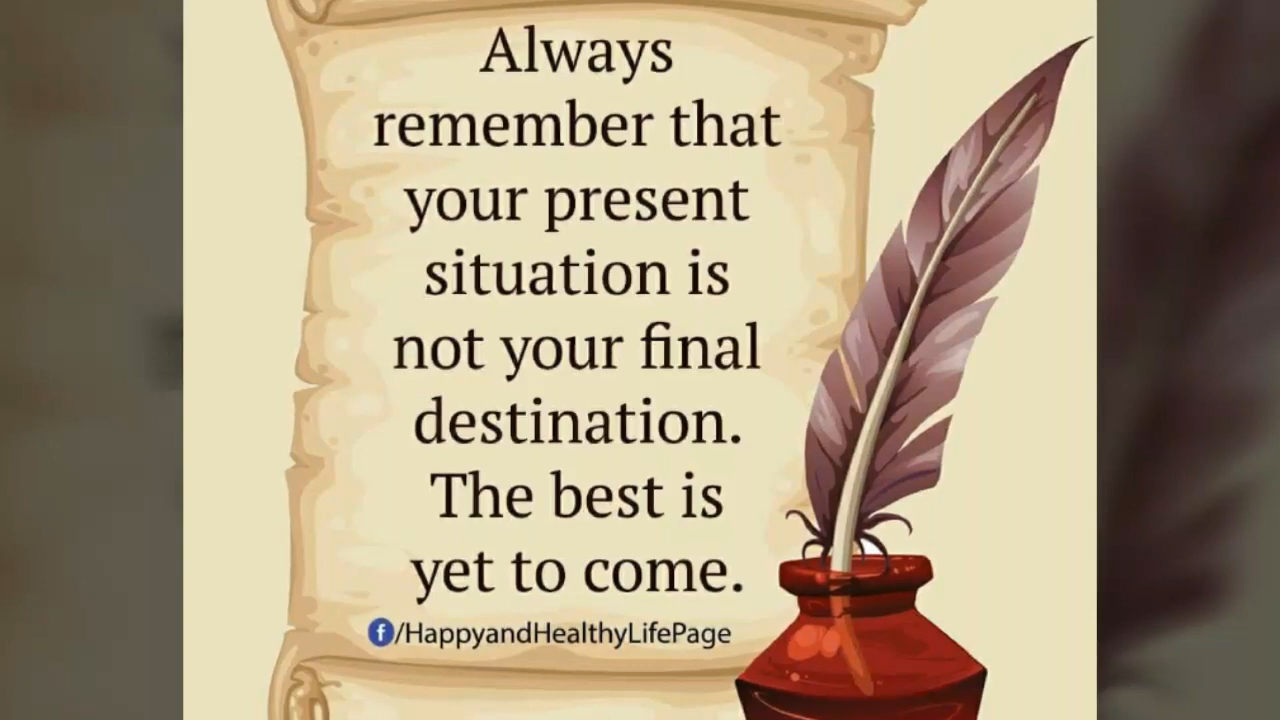 Always
remember that
your present
situation is
not your final
destination.
The best is
yet to come.
/HappyandHealthyLifePage